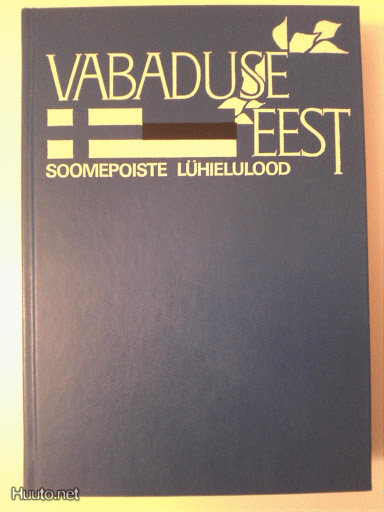 VABADUSE
EEST
SOOMEPOISTE LÜHIELULOOD
Huuto.net